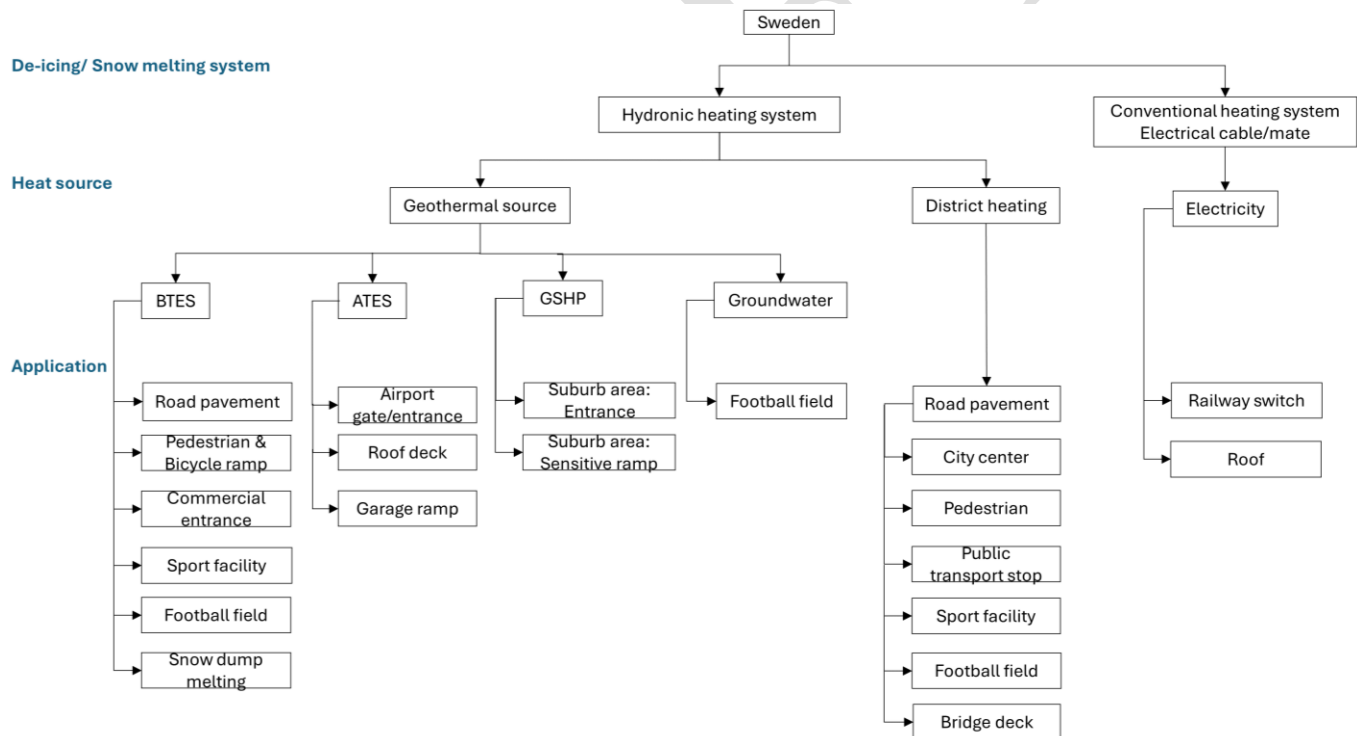 Sweden
De-icing/ Snow melting system
Hydronic heating system
Conventional heating system
Electrical cable/mate
Heat source
Geothermal source
District heating
Electricity
BTES
ATES
GSHP
Groundwater
Application
Road pavement
Pedestrian &
Bicycle ramp
Commercial
entrance
Sport facility
Football field
Snow dump
melting
Airport
gate/entrance
Roof deck
Garage ramp
Suburb area:
Entrance
Suburb area:
Sensitive ramp
Football field
Road pavement
City center
Pedestrian
Public
transport stop
Sport facility
Football field
Bridge deck
Railway switch
Roof